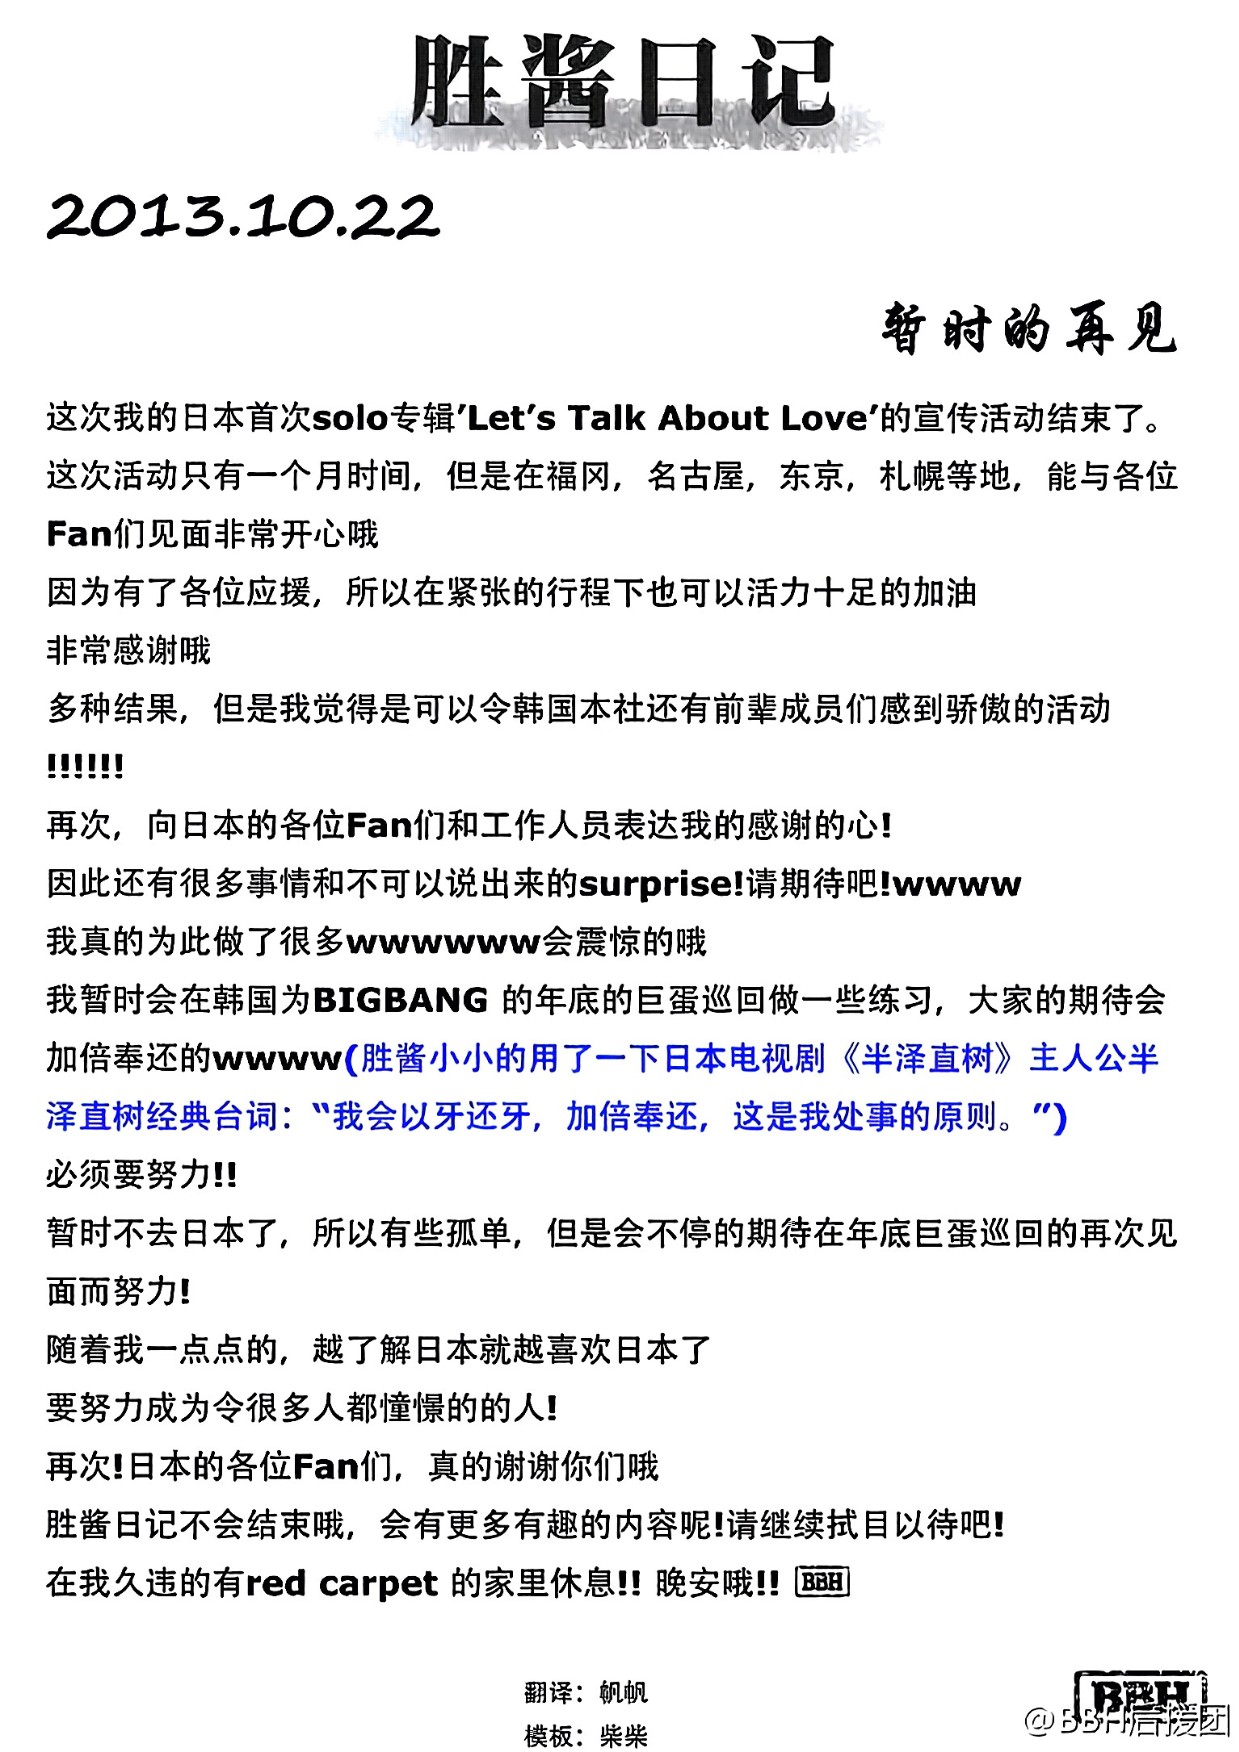 胜酱日记
2013.10.22
暂时的再见
这次我的日本首次solo专辑'Let's Talk About Love'的宣传活动结束了。
这次活动只有一个月时间，但是在福冈，名古屋，东京，札幌等地，能与各位
Fan们见面非常开心哦
因为有了各位应援，所以在紧张的行程下也可以活力十足的加油
非常感谢哦
多种结果，但是我觉得是可以令韩国本社还有前辈成员们感到骄傲的活动
!!!!!!
再次，向日本的各位Fan们和工作人员表达我的感谢的心!
因此还有很多事情和不可以说出来的surprise!请期待吧!wwww
我真的为此做了很多wwwwww会震惊的哦
我暂时会在韩国为BIGBANG 的年底的巨蛋巡回做一些练习，大家的期待会
加倍奉还的wwww(胜酱小小的用了一下日本电视剧《半泽直树》主人公半
泽直树经典台词：“我会以牙还牙，加倍奉还，这是我处事的原则。”)
必须要努力!!
暂时不去日本了，所以有些孤单，但是会不停的期待在年底巨蛋巡回的再次见
面而努力!
随着我一点点的，越了解日本就越喜欢日本了
要努力成为令很多人都憧憬的的人!
再次!日本的各位Fan们，真的谢谢你们哦
胜酱日记不会结束哦，会有更多有趣的内容呢!请继续拭目以待吧!
在我久违的有red carpet 的家里休息!! 晚安哦!! BBH
翻译：帆帆
模板：柴柴
BBH
@BBH后援团